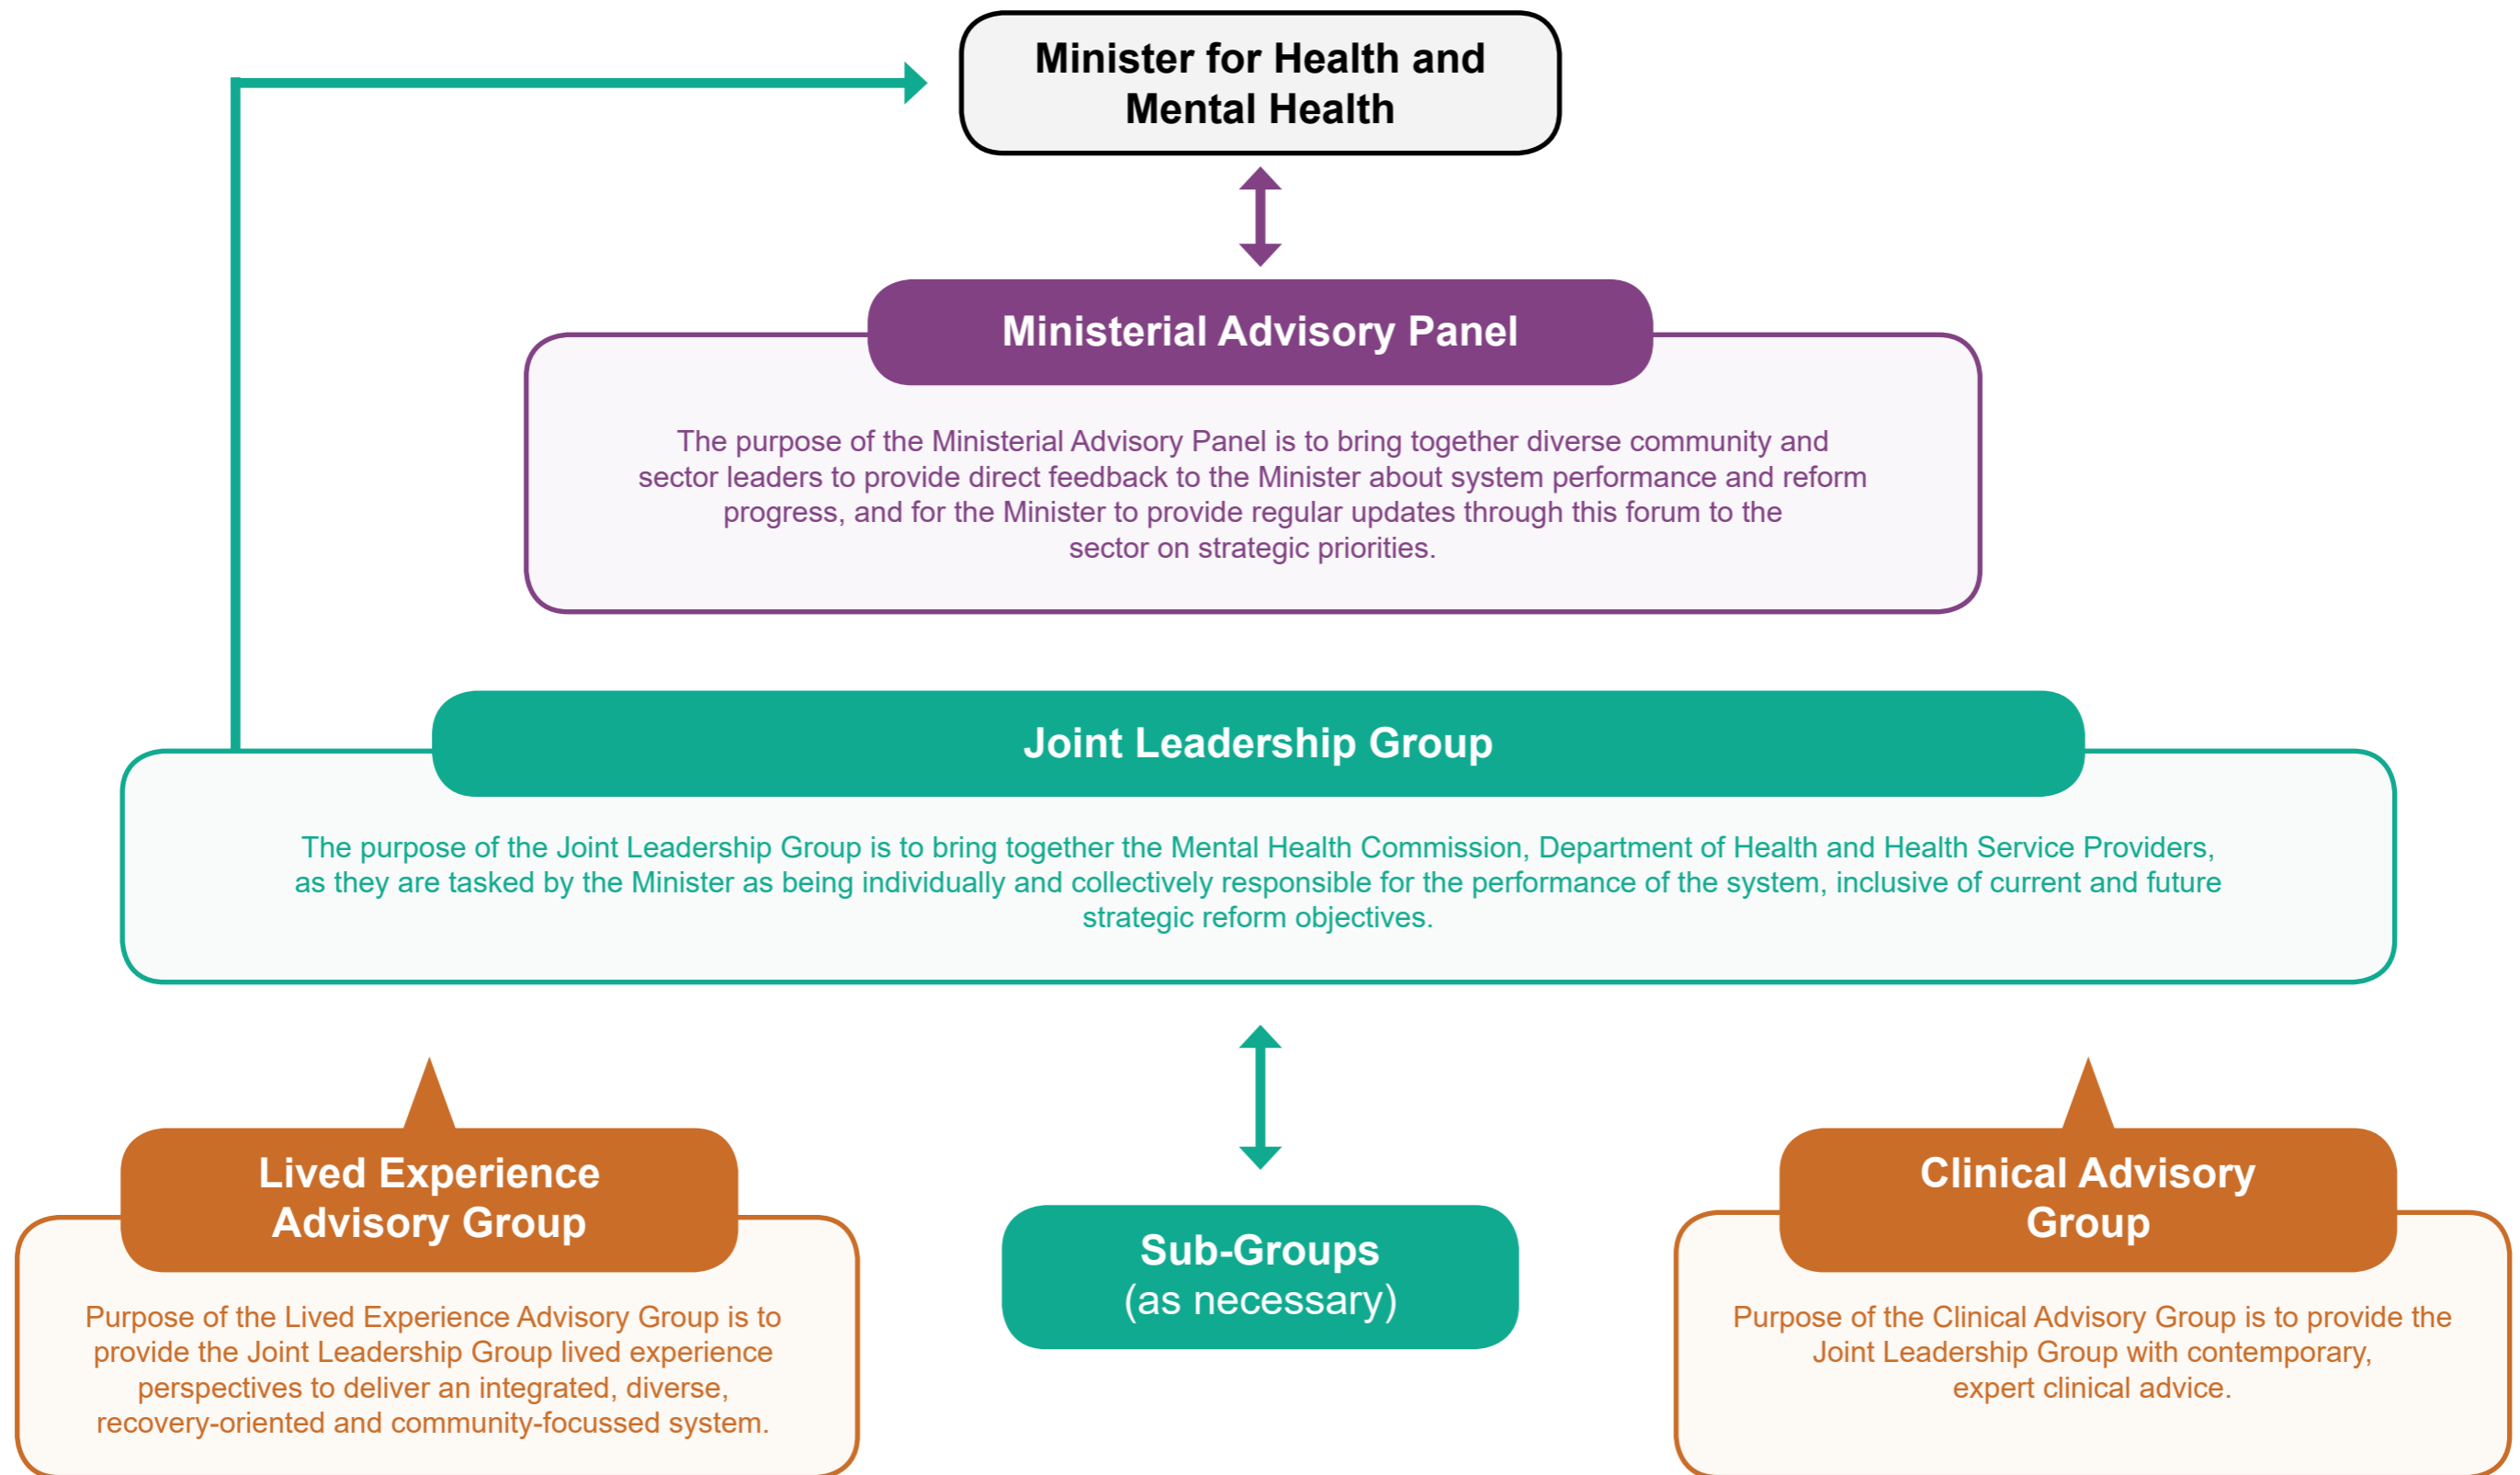 Minister for Health and
Mental Health
Ministerial Advisory Panel
The purpose of the Ministerial Advisory Panel is to bring together diverse community and
sector leaders to provide direct feedback to the Minister about system performance and reform
progress, and for the Minister to provide regular updates through this forum to the
sector on strategic priorities.
Joint Leadership Group
The purpose of the Joint Leadership Group is to bring together the Mental Health Commission, Department of Health and Health Service Providers,
as they are tasked by the Minister as being individually and collectively responsible for the performance of the system, inclusive of current and future
strategic reform objectives.
Lived Experience
Advisory Group
Purpose of the Lived Experience Advisory Group is to
provide the Joint Leadership Group lived experience
perspectives to deliver an integrated, diverse,
recovery-oriented and community-focussed system.
Sub-Groups
(as necessary)
Clinical Advisory
Group
Purpose of the Clinical Advisory Group is to provide the
Joint Leadership Group with contemporary,
expert clinical advice.